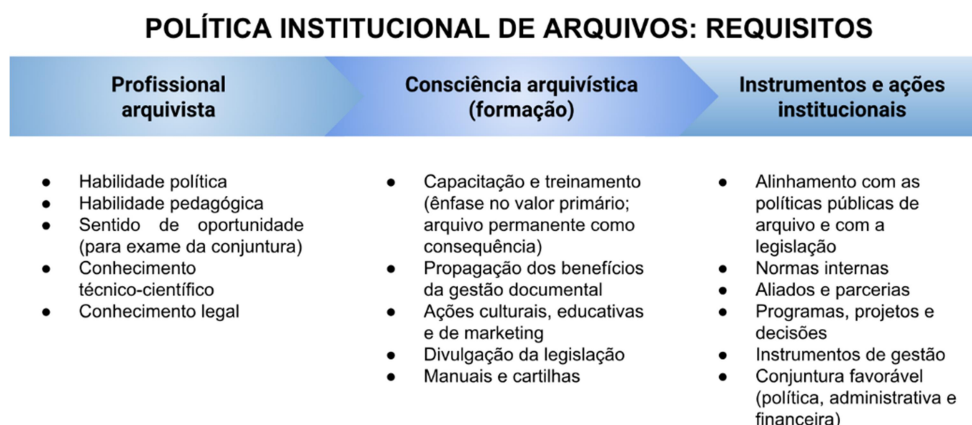 POLÍTICA INSTITUCIONAL DE ARQUIVOS: REQUISITOS
Profissional
arquivista
Consciência arquivística
(formação)
Instrumentos e ações
institucionais
● Habilidade política
● Habilidade pedagógica
● Sentido de oportunidade
(para exame da conjuntura)
● Conhecimento
técnico-científico
● Conhecimento legal
● Capacitação e treinamento
(ênfase no valor primário;
arquivo permanente como
consequência)
● Propagação dos benefícios
da gestão documental
● Ações culturais, educativas
e de marketing
● Divulgação da legislação
● Manuais e cartilhas
● Alinhamento com as
políticas públicas de
arquivo e com a
legislação
● Normas internas
● Aliados e parcerias
● Programas, projetos e
decisões
● Instrumentos de gestão
● Conjuntura favorável
(política, administrativa e
financeira)